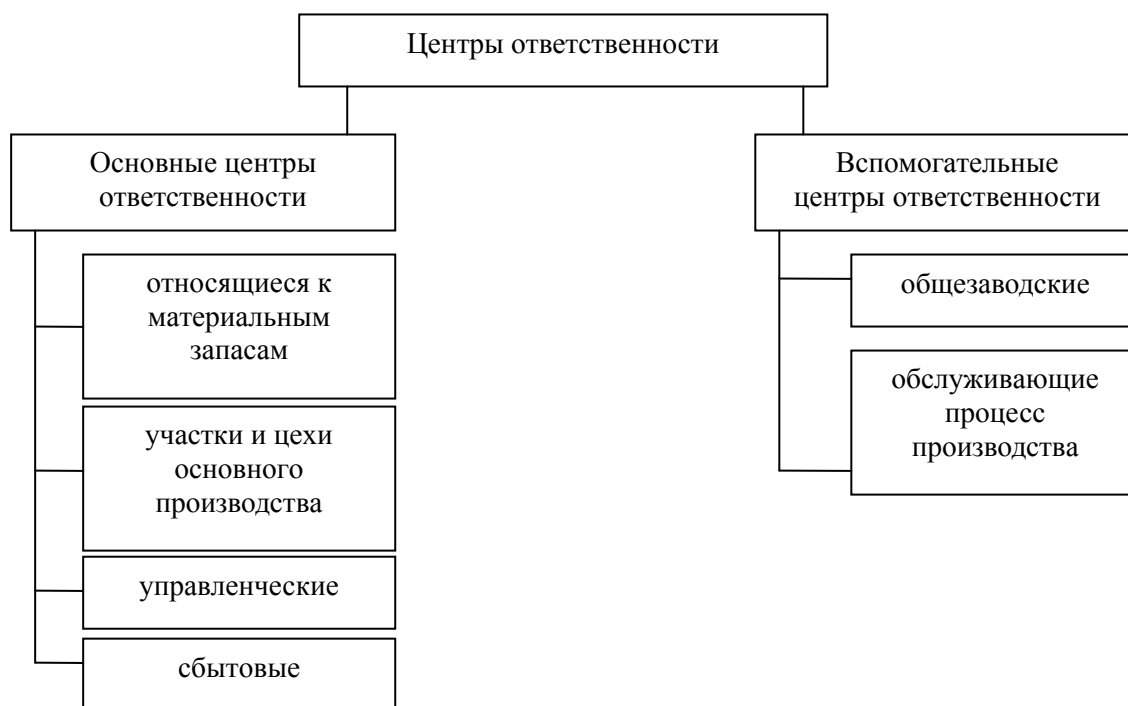 Центры ответственности
Основные центры
ответственности
относящиеся к
материальным
запасам
участки и цехи
основного
производства
управленческие
сбытовые
Вспомогательные
центры ответственности
общезаводские
обслуживающие
процесс
производства